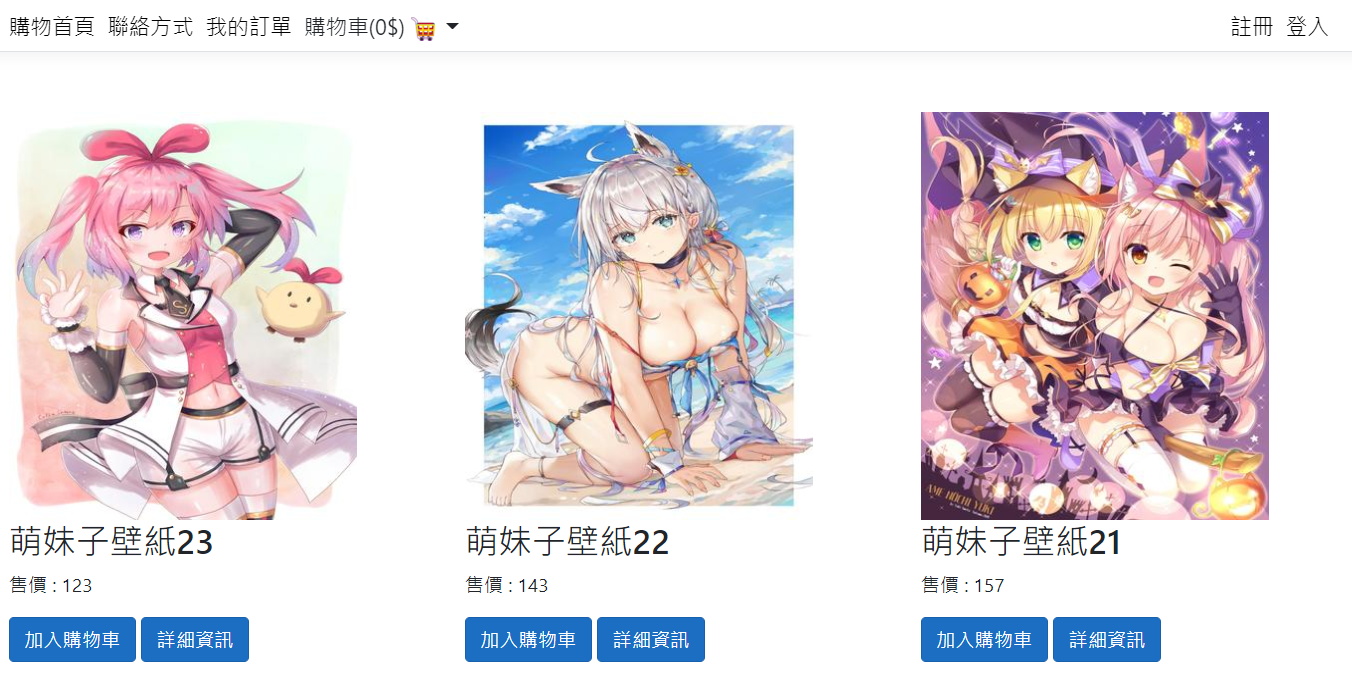 購物首頁 聯絡方式 我的訂單 購物車(0$) 註冊 登入
S
AME MOCHI YUKI
萌妹子壁紙23 萌妹子壁紙22 萌妹子壁紙21
售價 : 123 售價 : 143 售價 : 157
加入購物車 詳細資訊 加入購物車 詳細資訊 加入購物車 詳細資訊